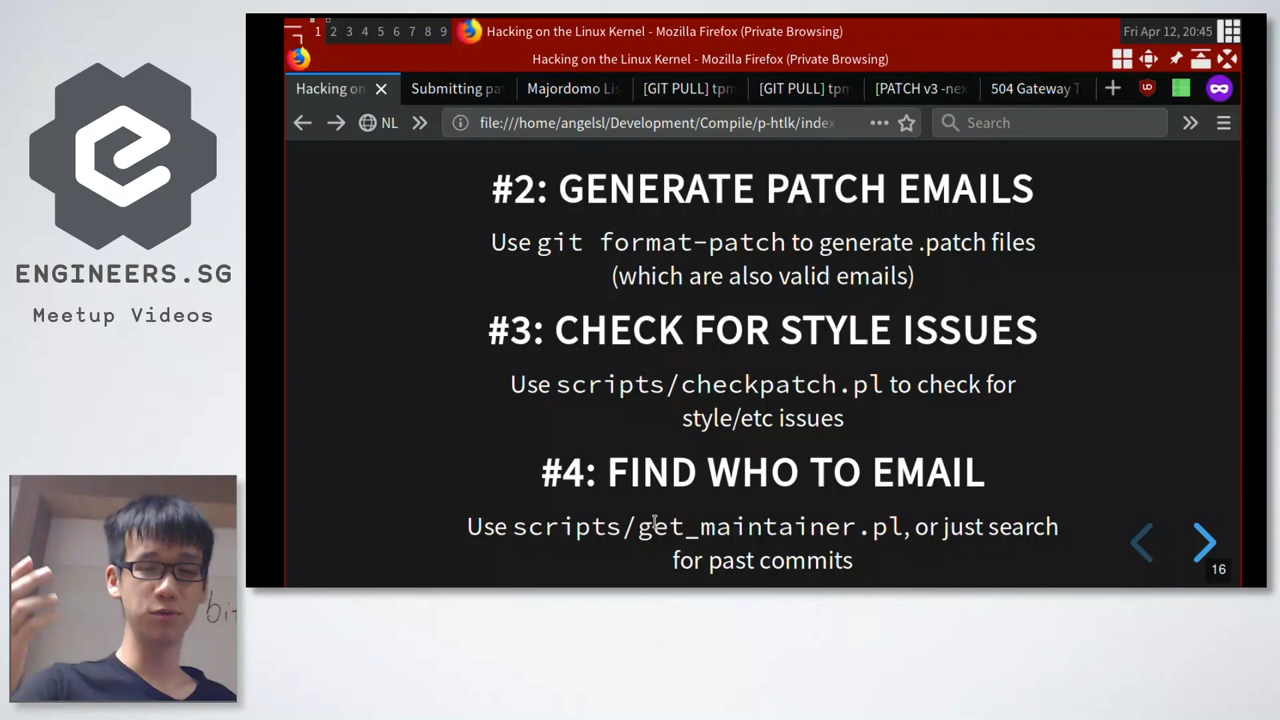 1 2 3 4 5 6 7 8 9 Hacking on the Linux Kernel - Mozilla Firefox (Private Browsing) Fri Apr 12, 20:45
Hacking on the Linux Kernel - Mozilla Firefox (Private Browsing)
Hacking on Submitting pa Majordomo Lis [GIT PULL] tpm [GIT PULL] tpm [PATCH v3 -ne 504 Gateway T
NL file:///home/angelsl/Development/Compile/p-htlk/index Search
#2: GENERATE PATCH EMAILS
Use git format-patch to generate .patch files
(which are also valid emails)
#3: CHECK FOR STYLE ISSUES
Use scripts/checkpatch.pl to check for
style/etc issues
#4: FIND WHO TO EMAIL
Use scripts/get_maintainer.pl, or just search
for past commits
16
ENGINEERS.SG
Meetup Videos
bi